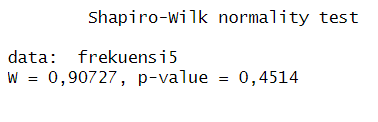 Shapiro-Wilk normality test
data:  frekuensi5
W = 0,90727, p-value = 0,4514